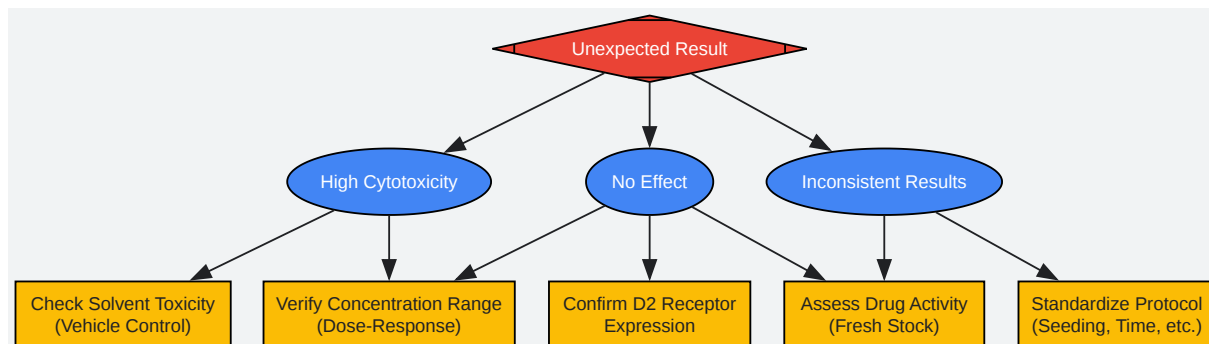 Unexpected Result
High Cytotoxicity
No Effect
Inconsistent Results
Check Solvent Toxicity
(Vehicle Control)
Verify Concentration Range
(Dose-Response)
Confirm D2 Receptor
Expression
Assess Drug Activity
(Fresh Stock)
Standardize Protocol
(Seeding, Time, etc.)